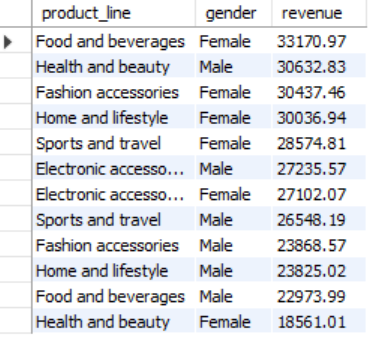 product_line gender revenue
Food and beverages Female 33170.97
Health and beauty Male 30632.83
Fashion accessories Female 30437.46
Home and lifestyle Female 30036.94
Sports and travel Female 28574.81
Electronic accesso... Male 27235.57
Electronic accesso... Female 27102.07
Sports and travel Male 26548.19
Fashion accessories Male 23868.57
Home and lifestyle Male 23825.02
Food and beverages Male 22973.99
Health and beauty Female 18561.01